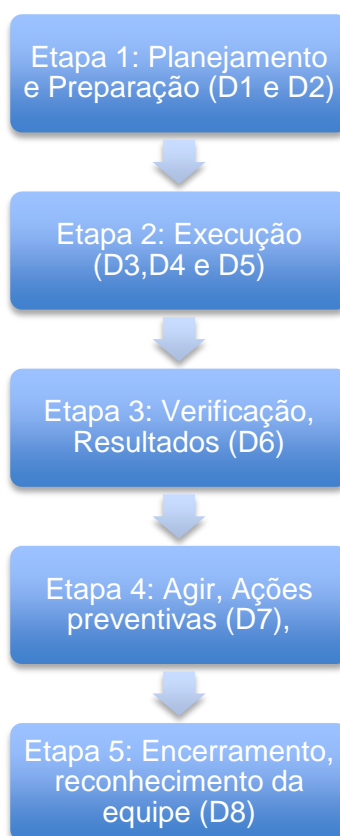 Etapa 1: Planejamento
e Preparação (D1 e D2)
Etapa 2: Execução
(D3,D4 e D5)
Etapa 3: Verificação,
Resultados (D6)
Etapa 4: Agir, Ações
preventivas (D7),
Etapa 5: Encerramento,
reconhecimento da
equipe (D8)